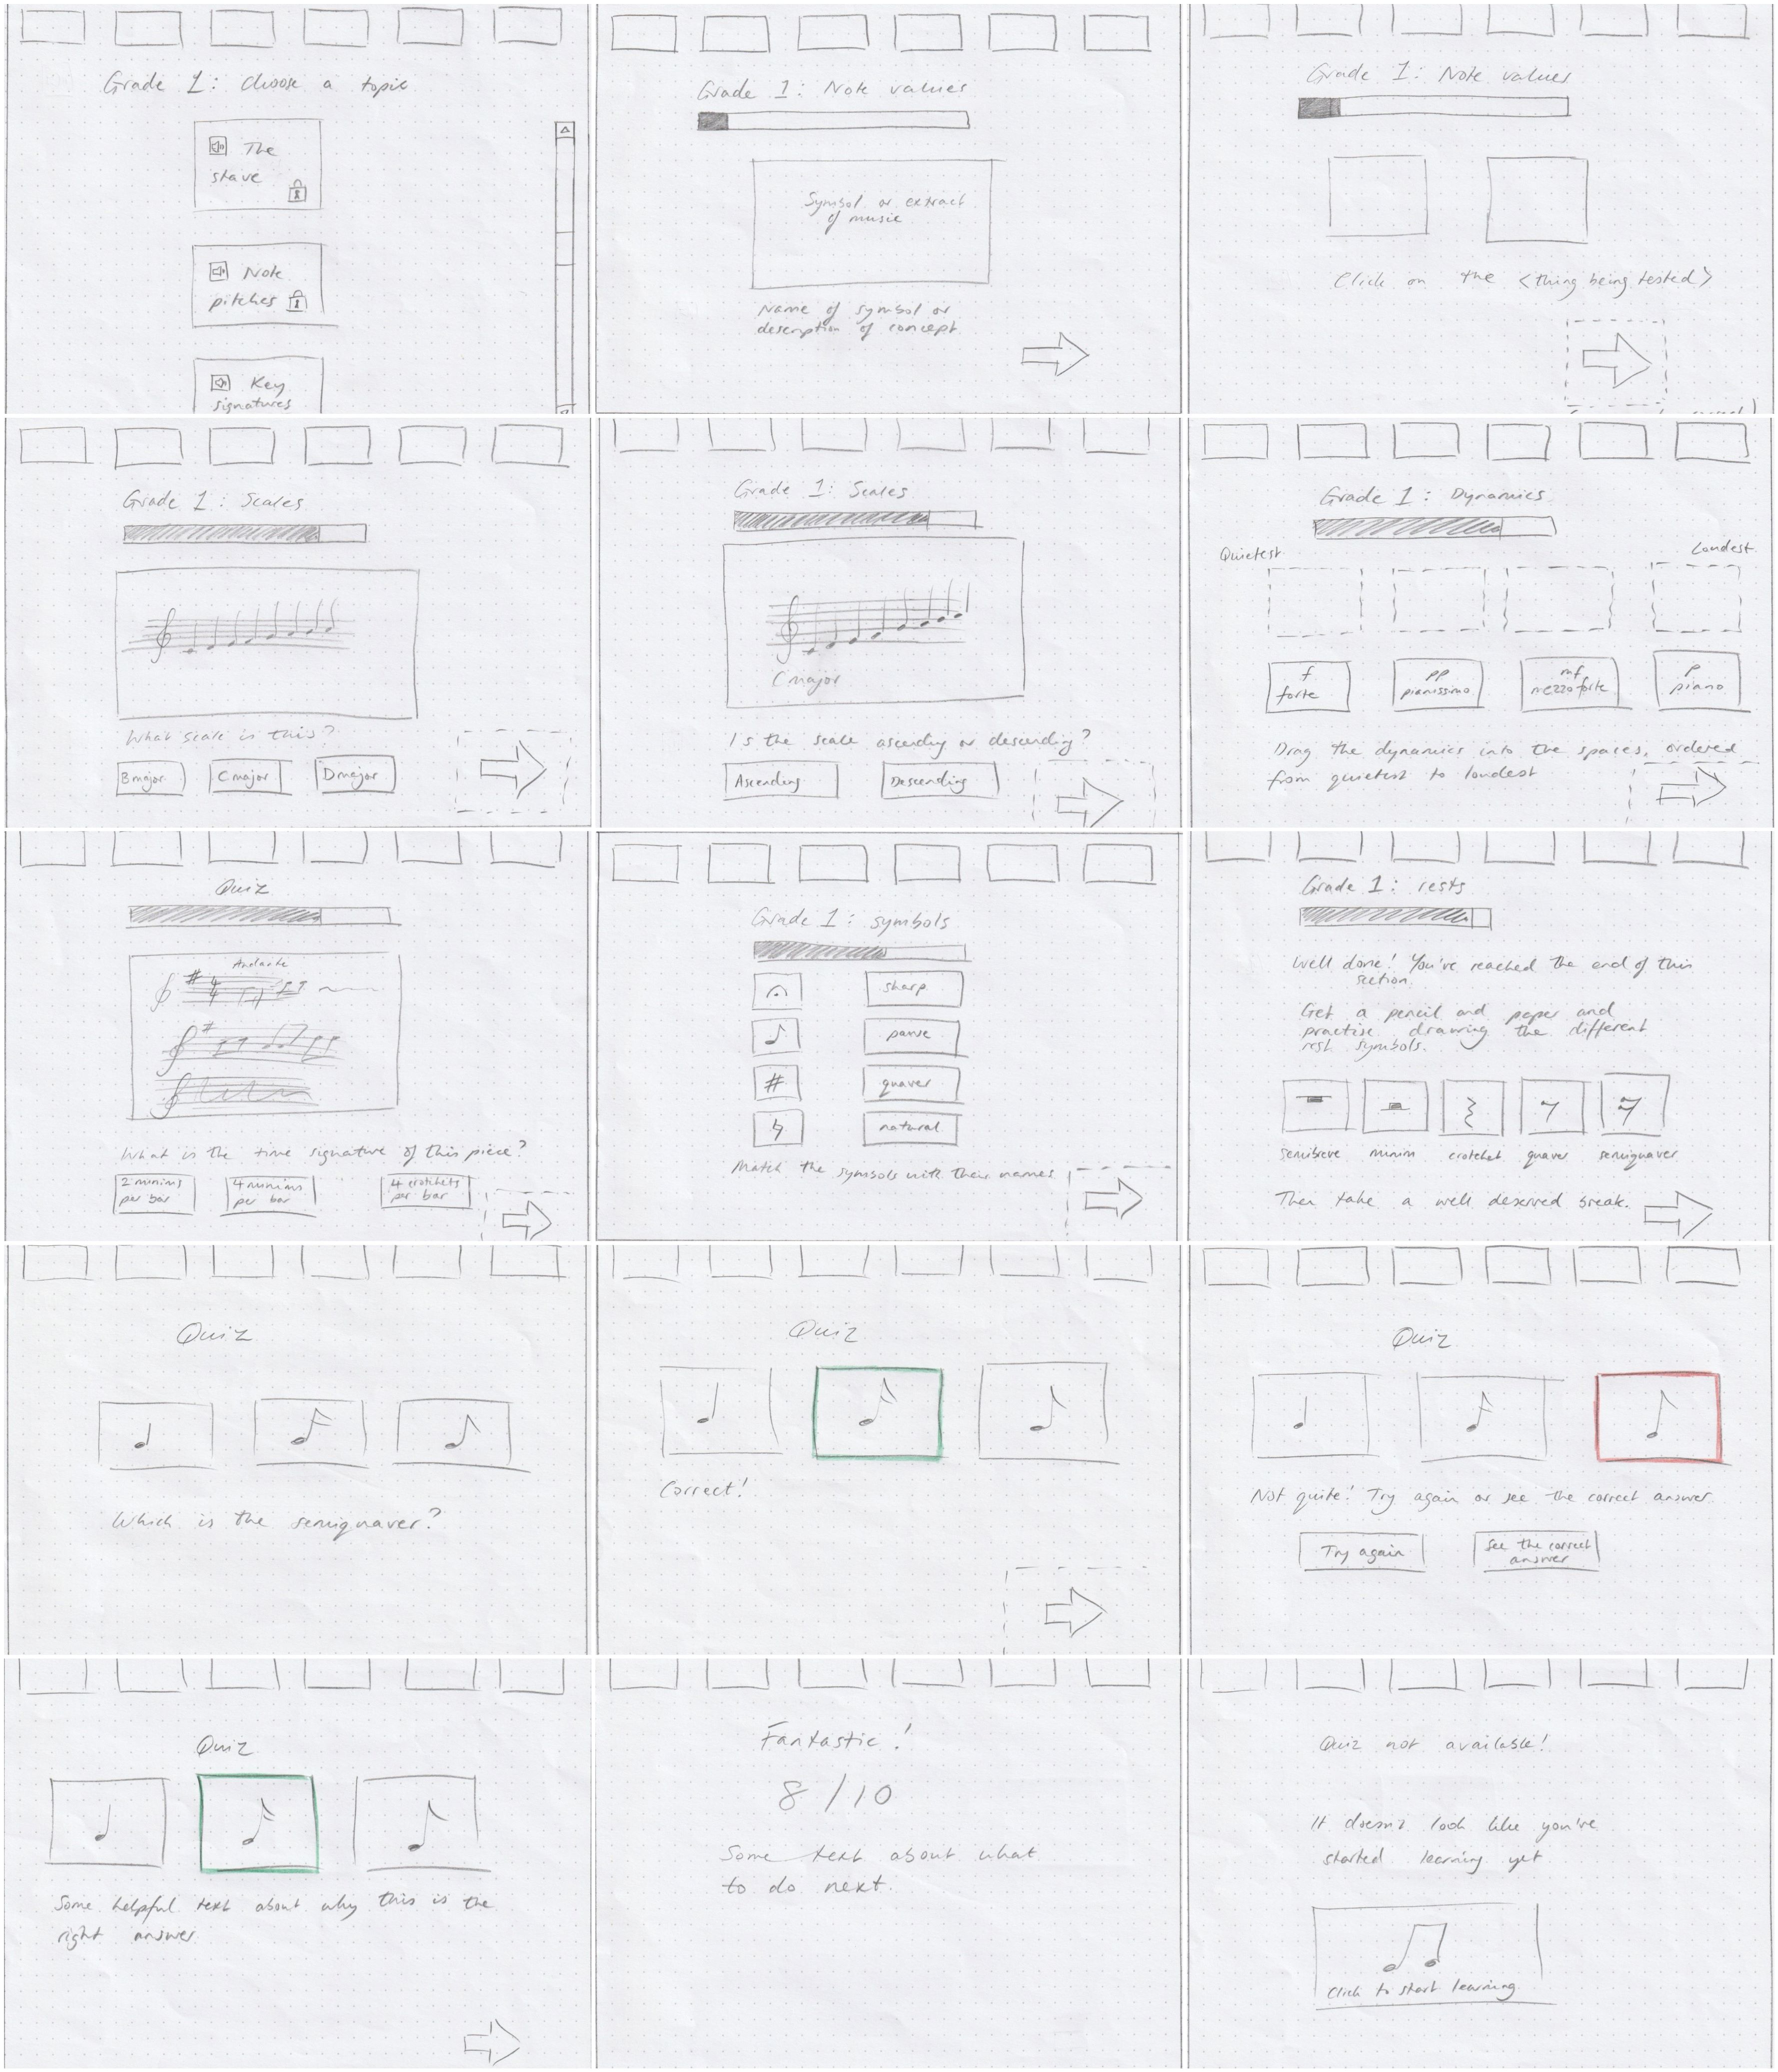 Grade 1: Choose a topic
The
stave
Note
pitches
Key
signatures
Grade 1: Note values
Symbol or extract
of music
Name of symbol or
description of concept
Grade 1: Note values
Click on the <thing being tested>
Grade 1: Scales
What scale is this?
B major
C major
D major
Grade 1: Scales
C major
Is the scale ascending or descending?
Ascending
Descending
Grade 1: Dynamics
Quietest
Loudest
f
forte
pp
pianissimo
mf
mezzo forte
p
piano
Drag the dynamics into the spaces, ordered
from quietest to loudest
Quiz
Andante
4
4
What is the time signature of this piece?
2 minims
per bar
4 minims
per bar
4 crotchets
per bar
Grade 1: symbols
sharp
pause
quaver
natural
Match the symbols with their names
Grade 1: rests
Well done! You've reached the end of this
section.
Get a pencil and paper and
practise drawing the different
rest symbols.
semibreve
minim
crotchet
quaver
semiquaver
Then take a well deserved break.
Quiz
Which is the semiquaver?
Quiz
Correct!
Quiz
Not quite! Try again or see the correct answer
Try again
See the correct
answer
Quiz
Some helpful text about why this is the
right answer
Fantastic!
8/10
Some text about what
to do next.
Quiz not available!
It doesn't look like you've
started learning yet
Click to start learning